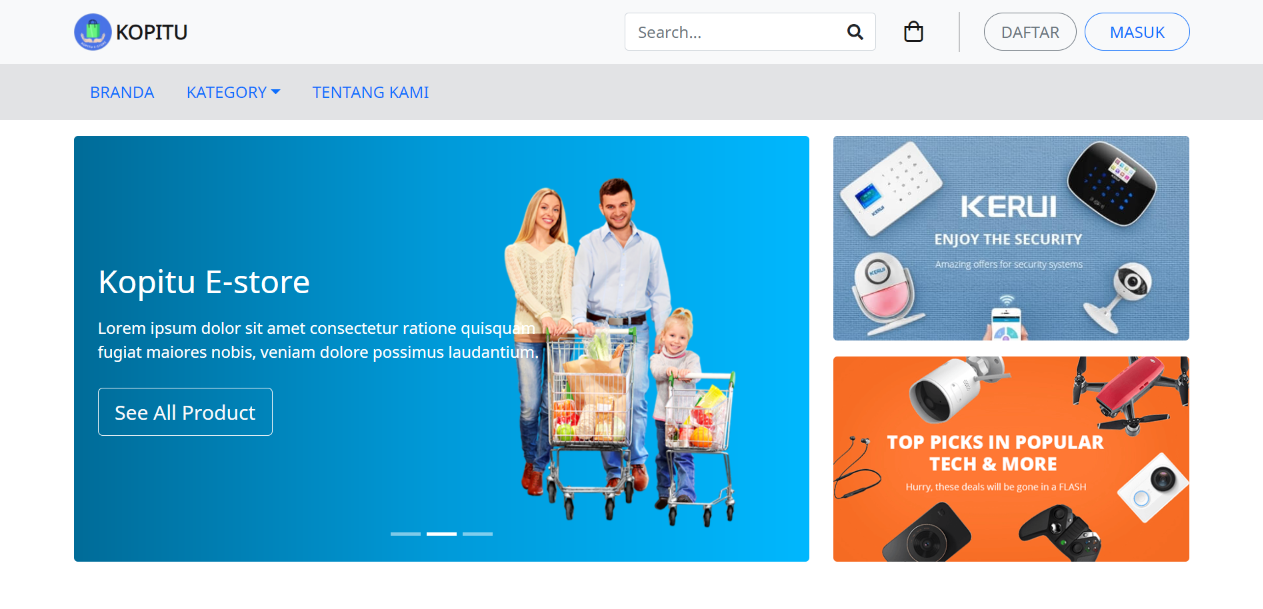 KOPITU
Search...
DAFTAR
MASUK
BRANDA
KATEGORY
TENTANG KAMI
Kopitu E-store
Lorem ipsum dolor sit amet consectetur ratione quisquam
fugiat maiores nobis, veniam dolore possimus laudantium.
See All Product
KERUI
ENJOY THE SECURITY
Amazing offers for security systems
KERUI
TOP PICKS IN POPULAR
TECH & MORE
Hurry, these deals will be gone in a FLASH